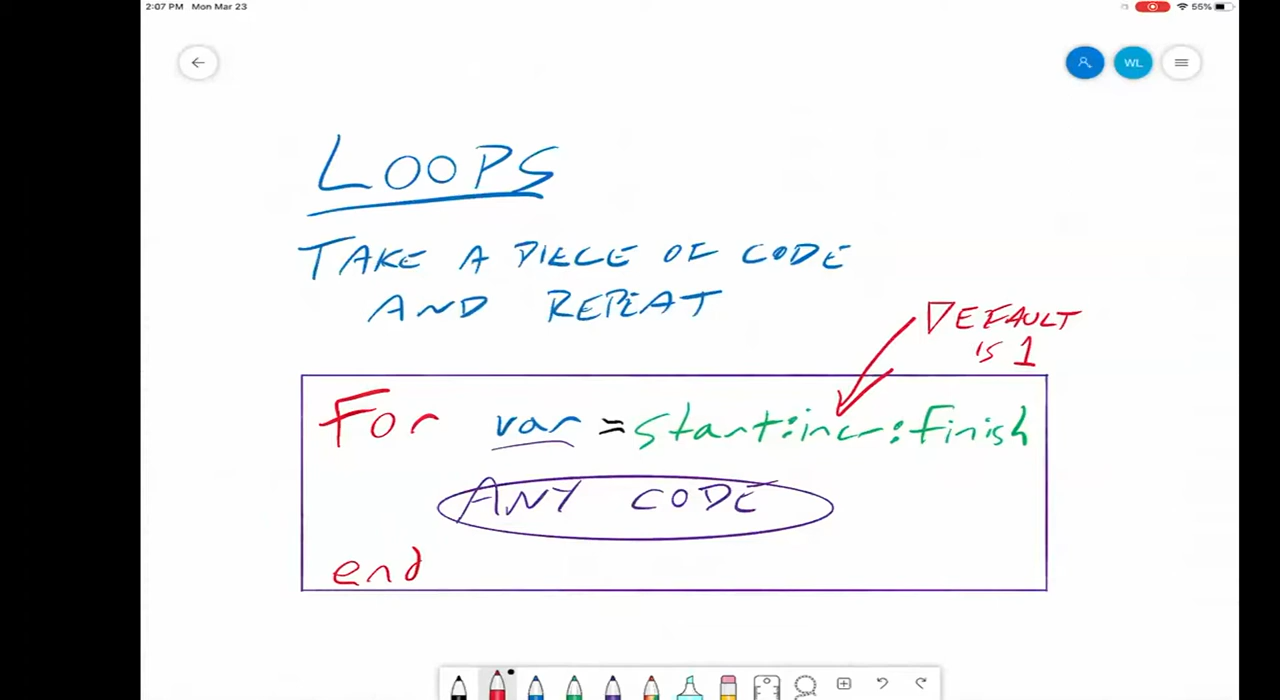 2:07 PM Mon Mar 23
55%
WL
LOOPS
TAKE A PIECE OF CODE
AND REPEAT
DEFAULT
is 1
For var = start:incr:finish
ANY CODE
end